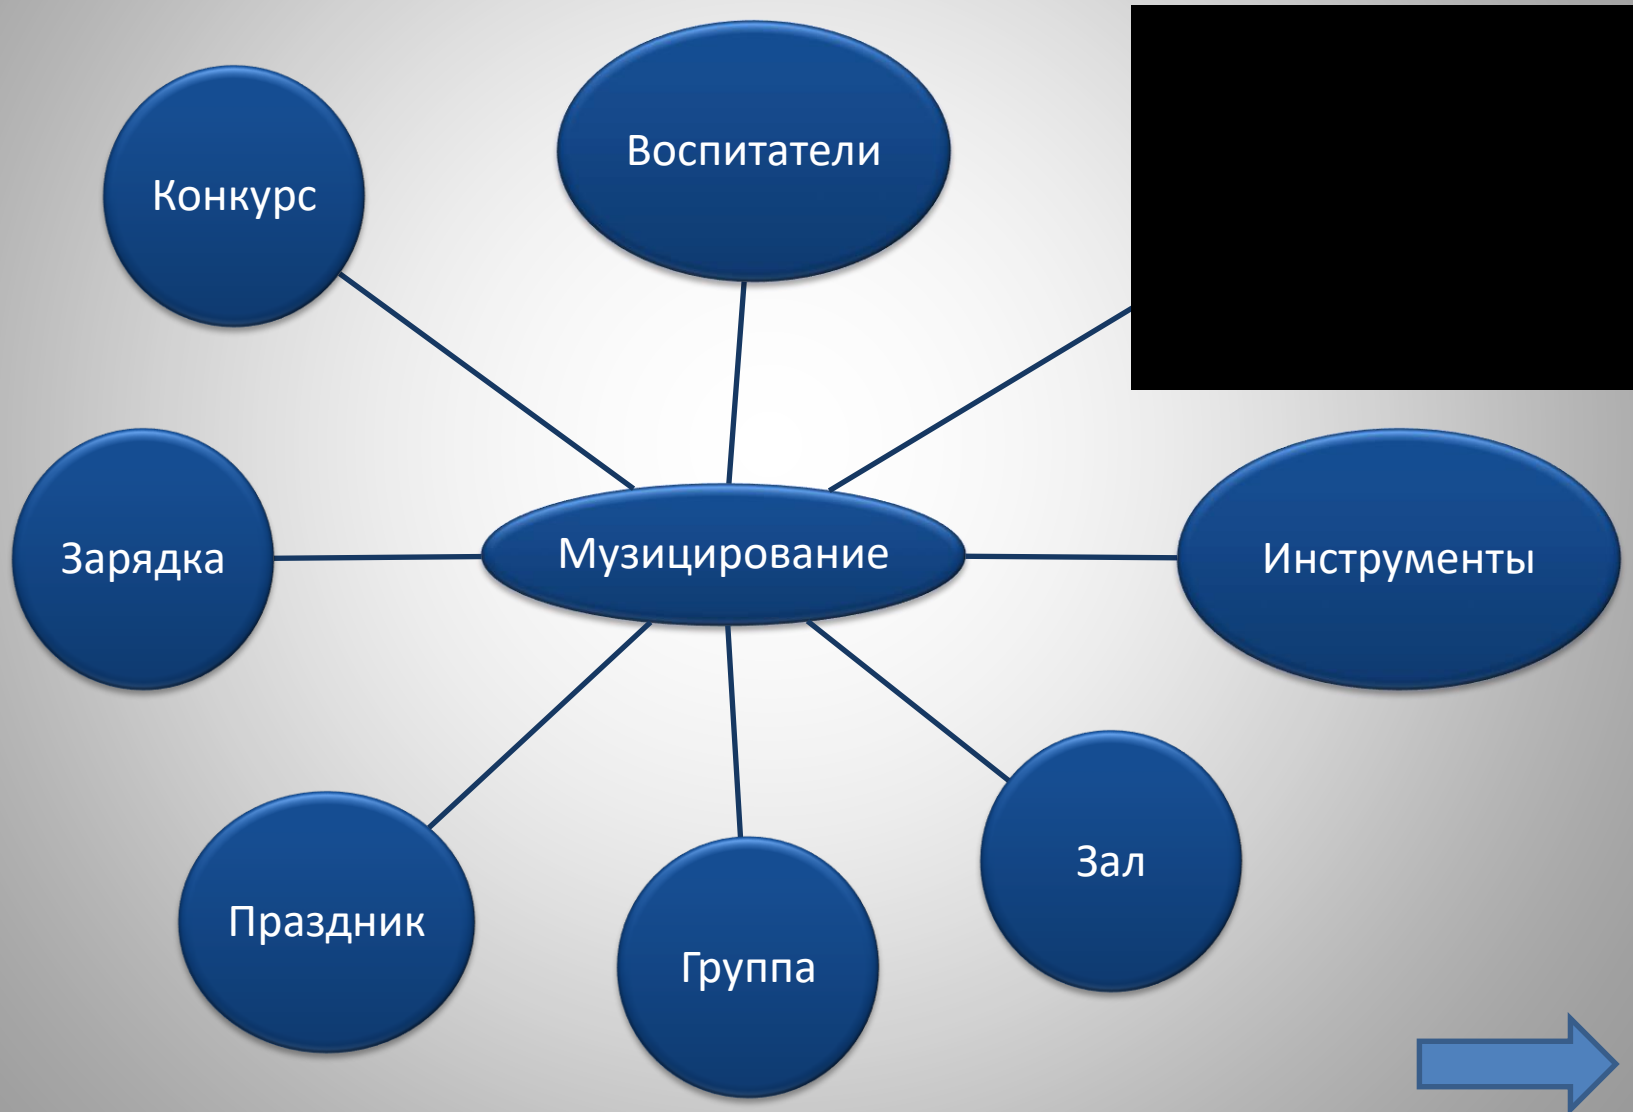 Воспитатели
Конкурс
Музицирование
Зарядка
Инструменты
Зал
Праздник
Группа